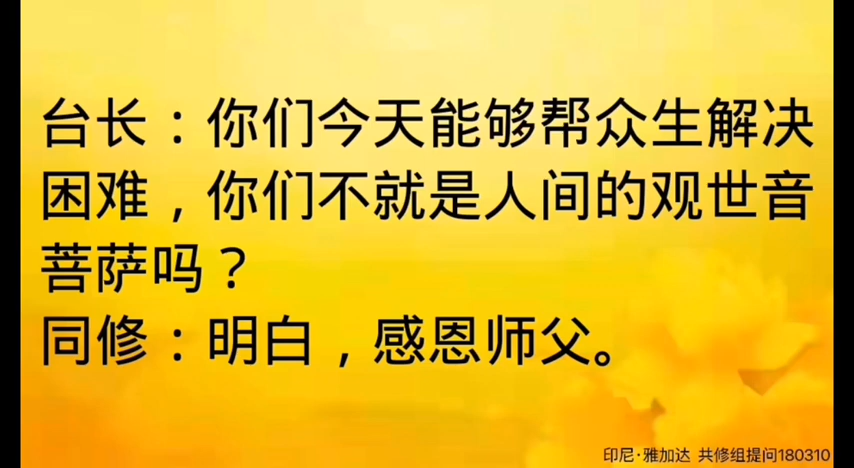 台长：你们今天能够帮众生解决
困难，你们不就是人间的观世音
菩萨吗？
同修：明白，感恩师父。
印尼·雅加达 共修组提问180310